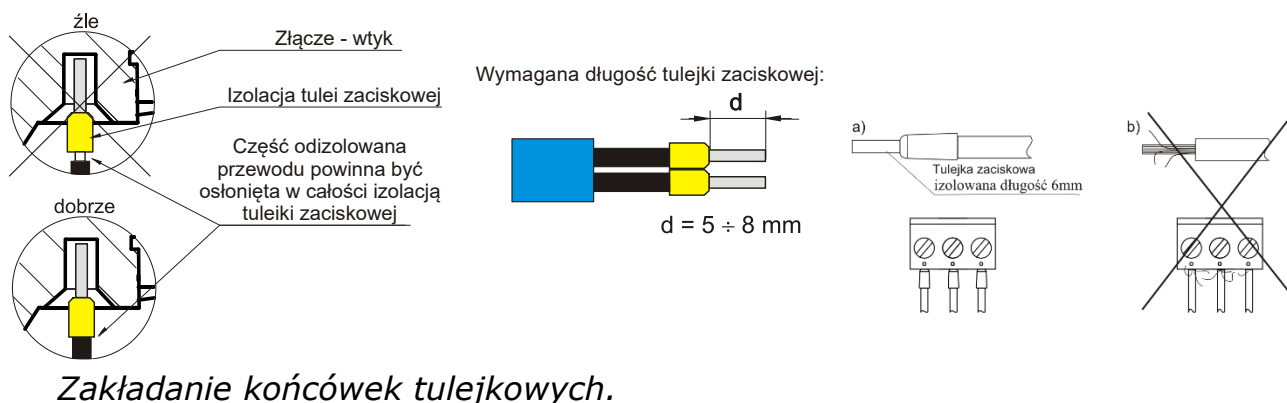 źle
Złącze - wtyk
Izolacja tulei zaciskowej
Część odizolowana
przewodu powinna być
osłonięta w całości izolacją
tuleiki zaciskowej
dobrze
Wymagana długość tulejki zaciskowej:
d
d = 5 ÷ 8 mm
a)
Tulejka zaciskowa
izolowana długość 6mm
b)
Zakładanie końcówek tulejkowych.